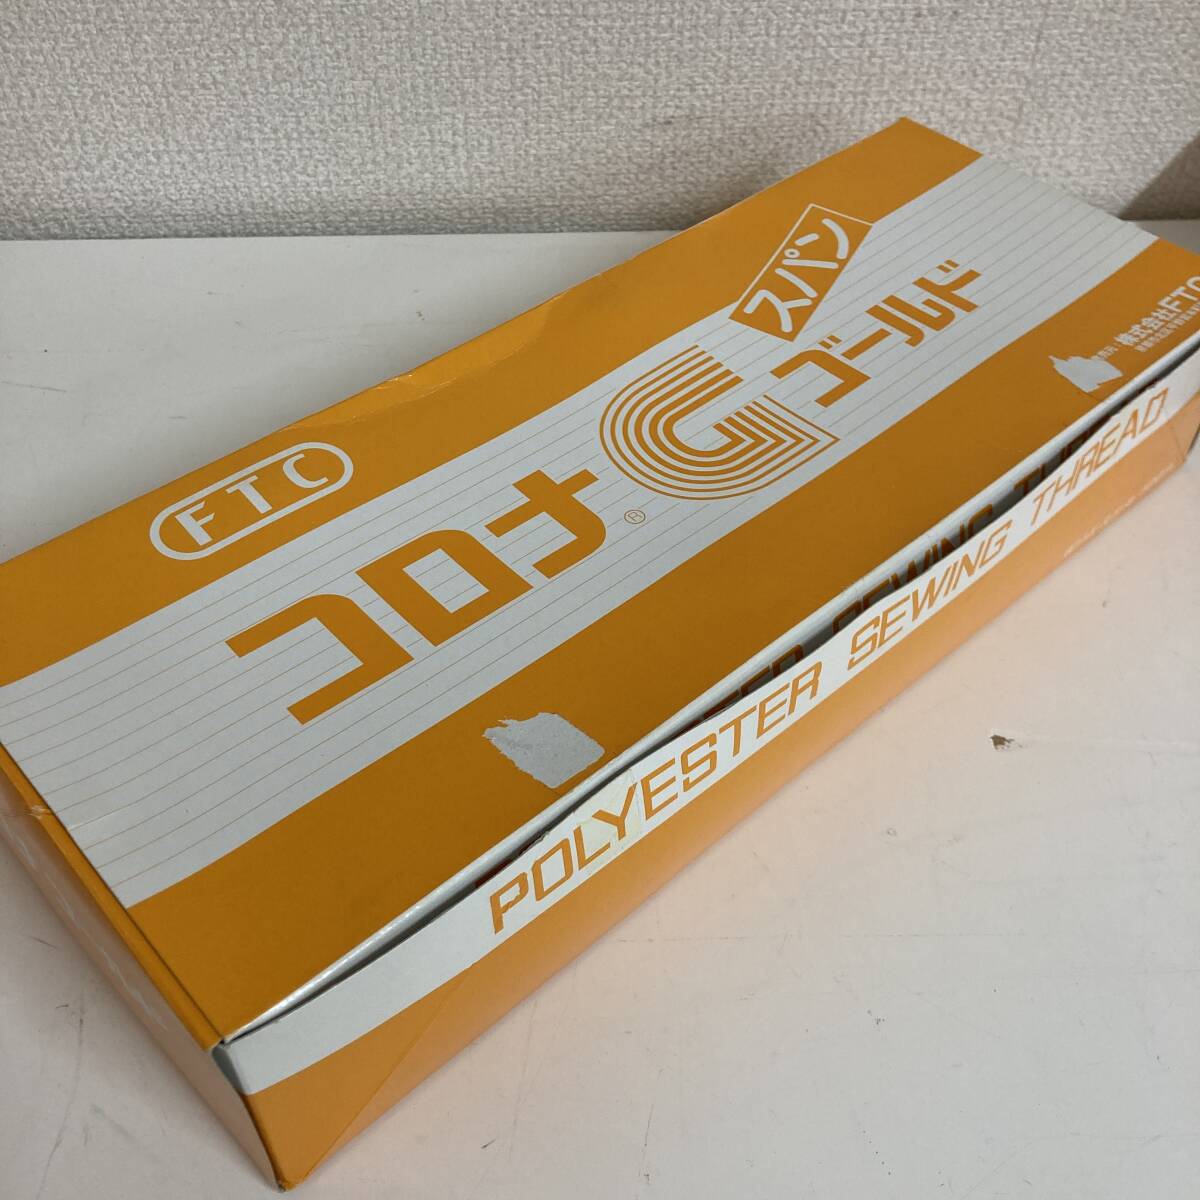 FTC
コロナ® G
スパン
ゴールド
株式会社FTC
POLYESTER SEWING THREAD